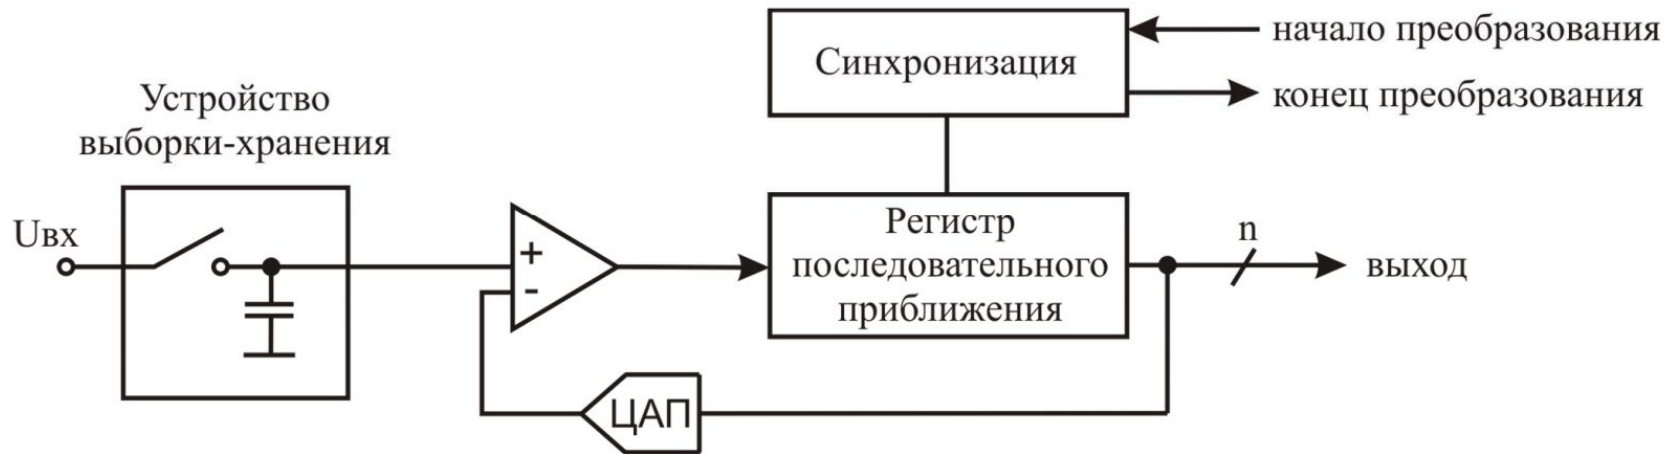 начало преобразования
Синхронизация
конец преобразования
Устройство
выборки-хранения
Uвх
+
-
Регистр
последовательного
приближения
n
выход
ЦАП